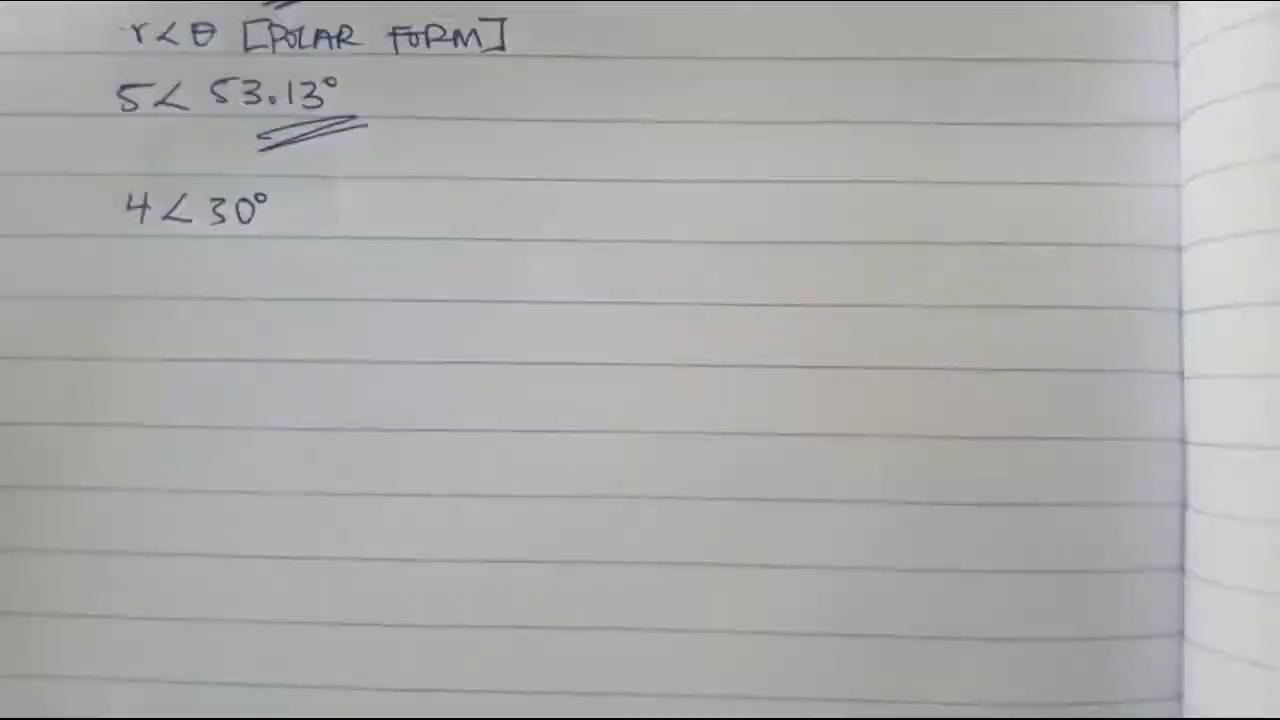 r < θ [POLAR FORM]
5 < 53.13°
4 < 30°